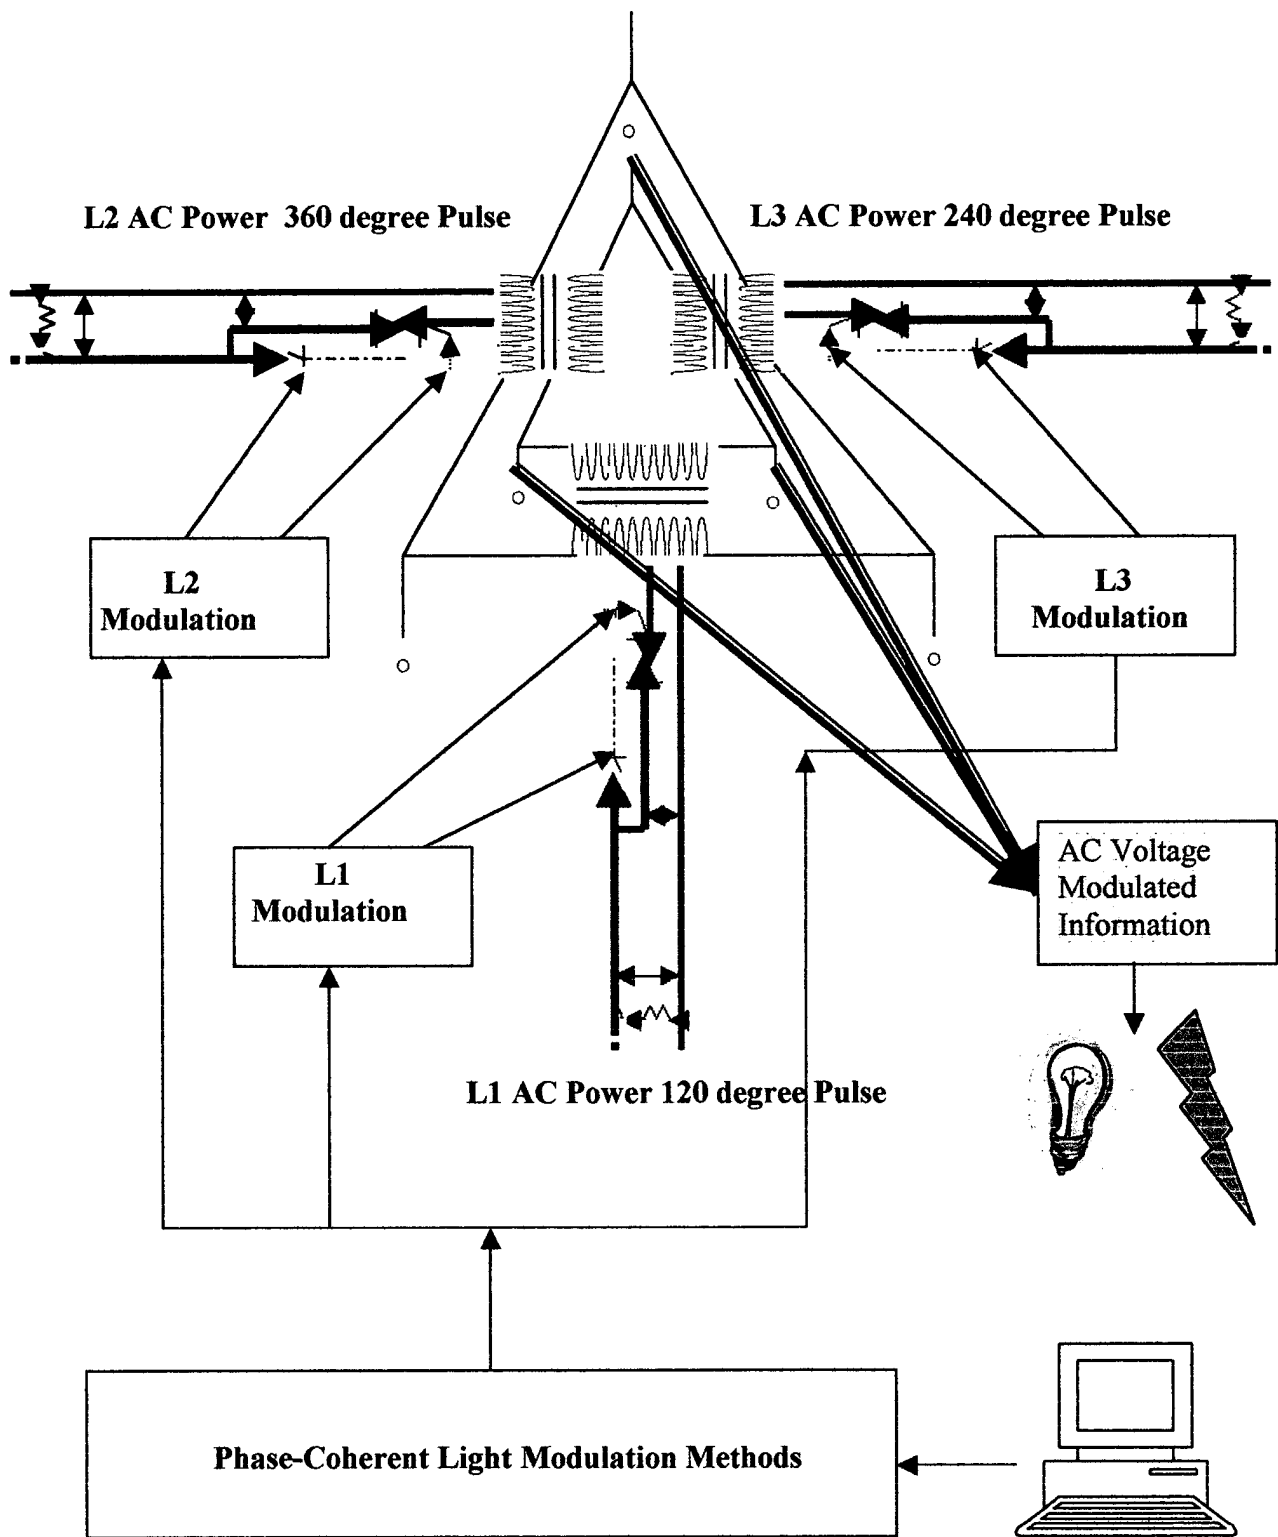 L2 AC Power 360 degree Pulse
L3 AC Power 240 degree Pulse
L2
Modulation
L3
Modulation
L1
Modulation
AC Voltage
Modulated
Information
L1 AC Power 120 degree Pulse
Phase-Coherent Light Modulation Methods